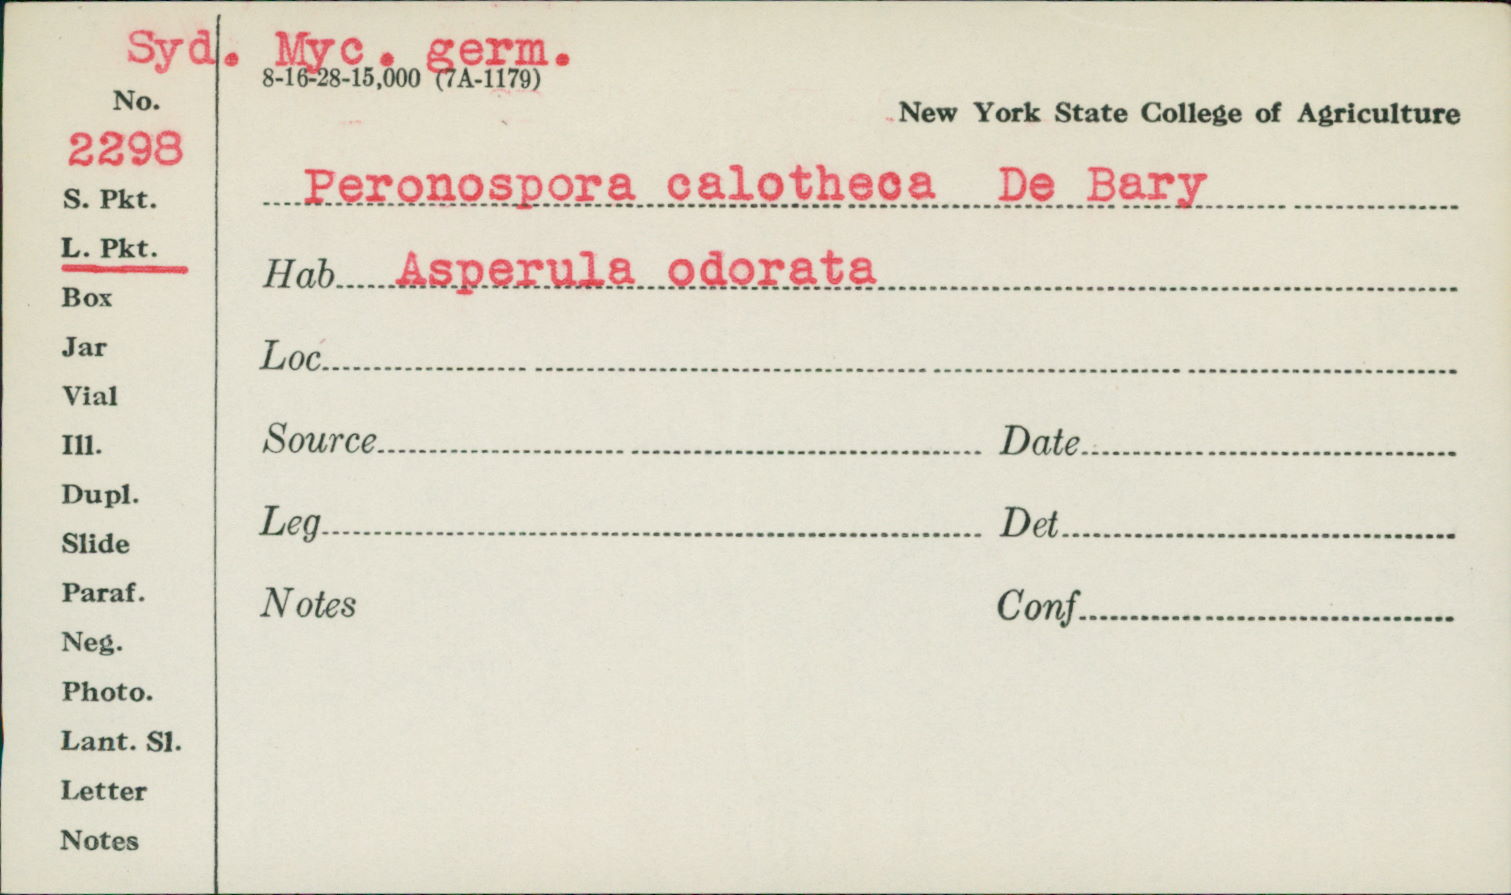 Syd. Myc. germ.
8-16-28-15,000 (7A-1179)
No.
New York State College of Agriculture
2298
Peronospora calotheca De Bary
S. Pkt.
L. Pkt.
Hab Asperula odorata
Box
Jar
Loc
Vial
Ill.
Source Date
Dupl.
Slide
Leg Det
Paraf.
Notes Conf
Neg.
Photo.
Lant. Sl.
Letter
Notes